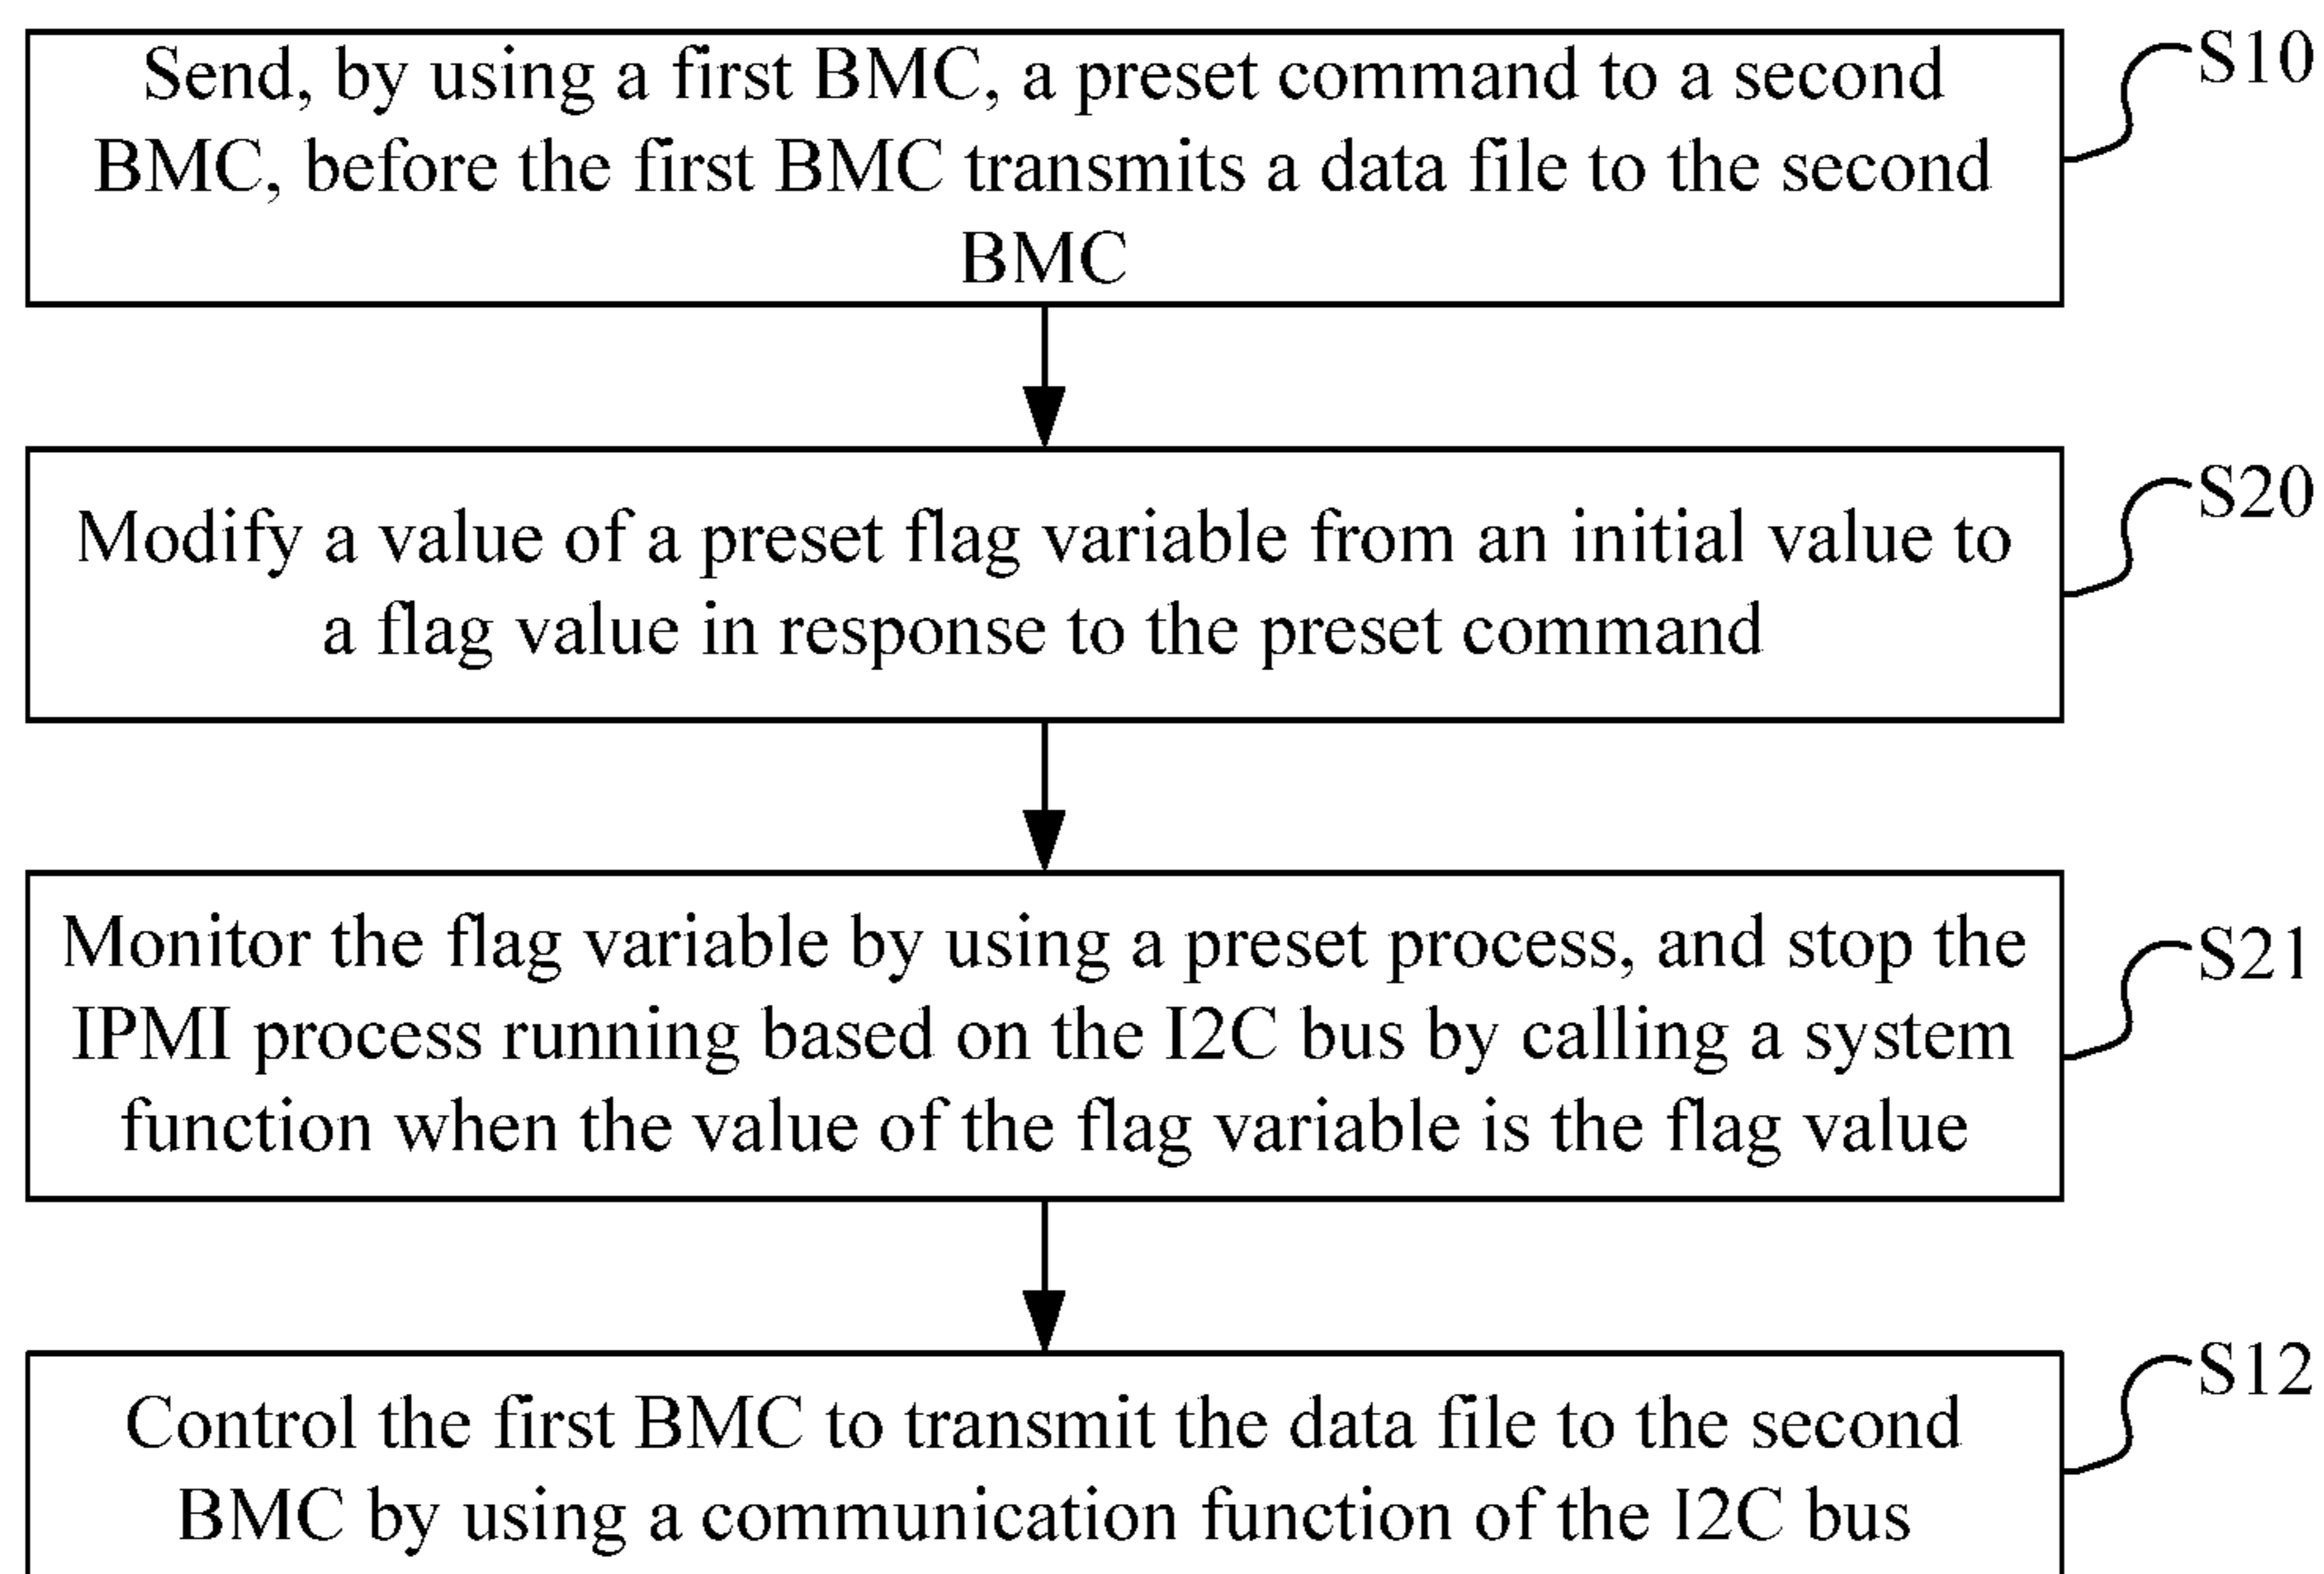 Send, by using a first BMC, a preset command to a second
BMC, before the first BMC transmits a data file to the second
BMC
S10
Modify a value of a preset flag variable from an initial value to
a flag value in response to the preset command
S20
Monitor the flag variable by using a preset process, and stop the
IPMI process running based on the I2C bus by calling a system
function when the value of the flag variable is the flag value
S21
Control the first BMC to transmit the data file to the second
BMC by using a communication function of the I2C bus
S12